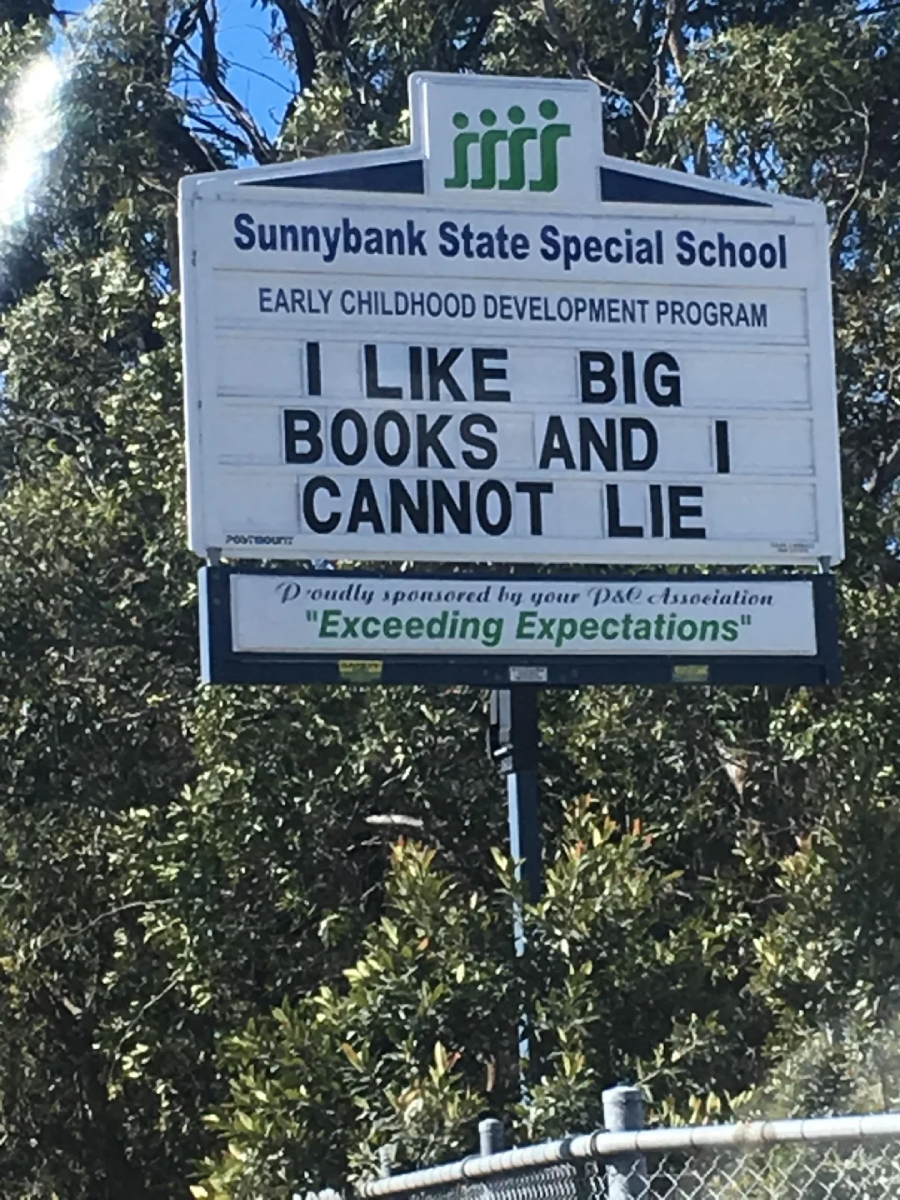 Sunnybank State Special School
EARLY CHILDHOOD DEVELOPMENT PROGRAM
I LIKE BIG
BOOKS AND I
CANNOT LIE
POSTMOUNT
Proudly sponsored by your P&C Association
"Exceeding Expectations"